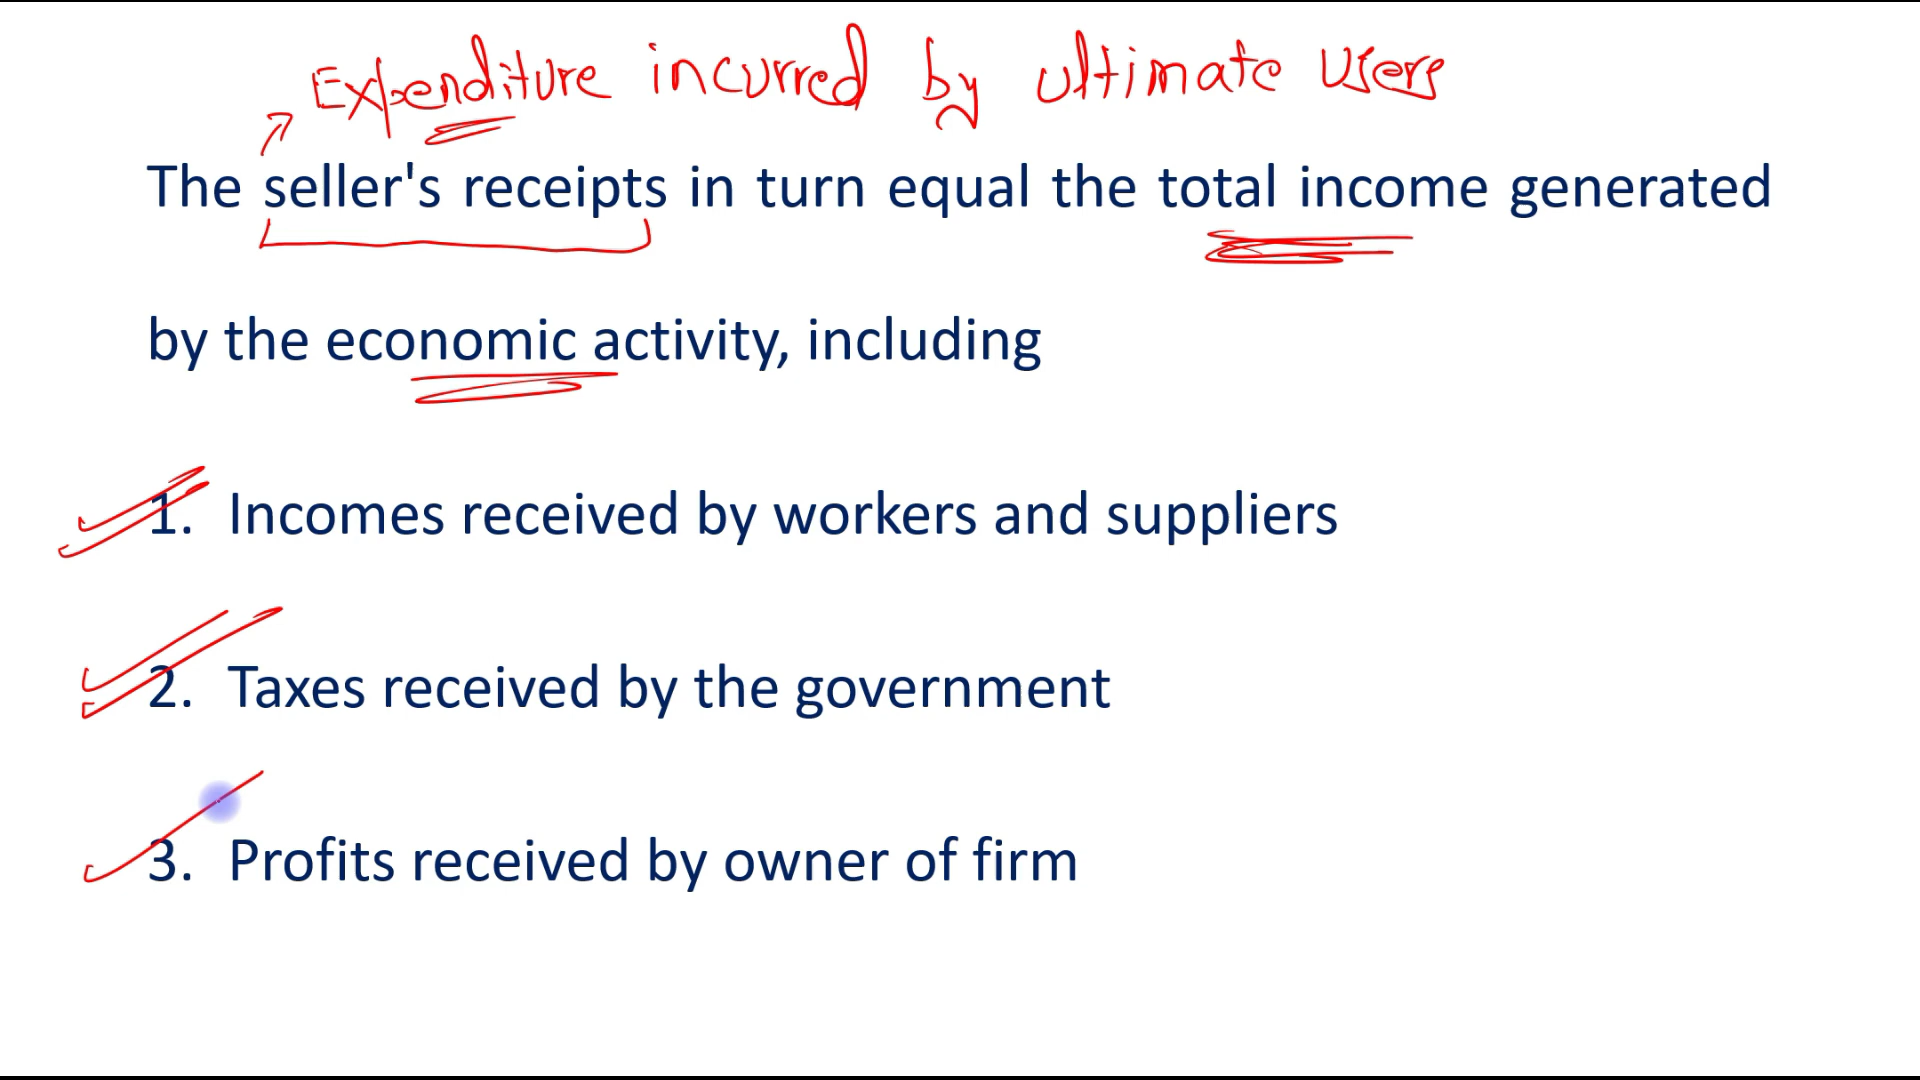 Expenditure incurred by ultimate users
The seller's receipts in turn equal the total income generated
by the economic activity, including
1. Incomes received by workers and suppliers
2. Taxes received by the government
3. Profits received by owner of firm